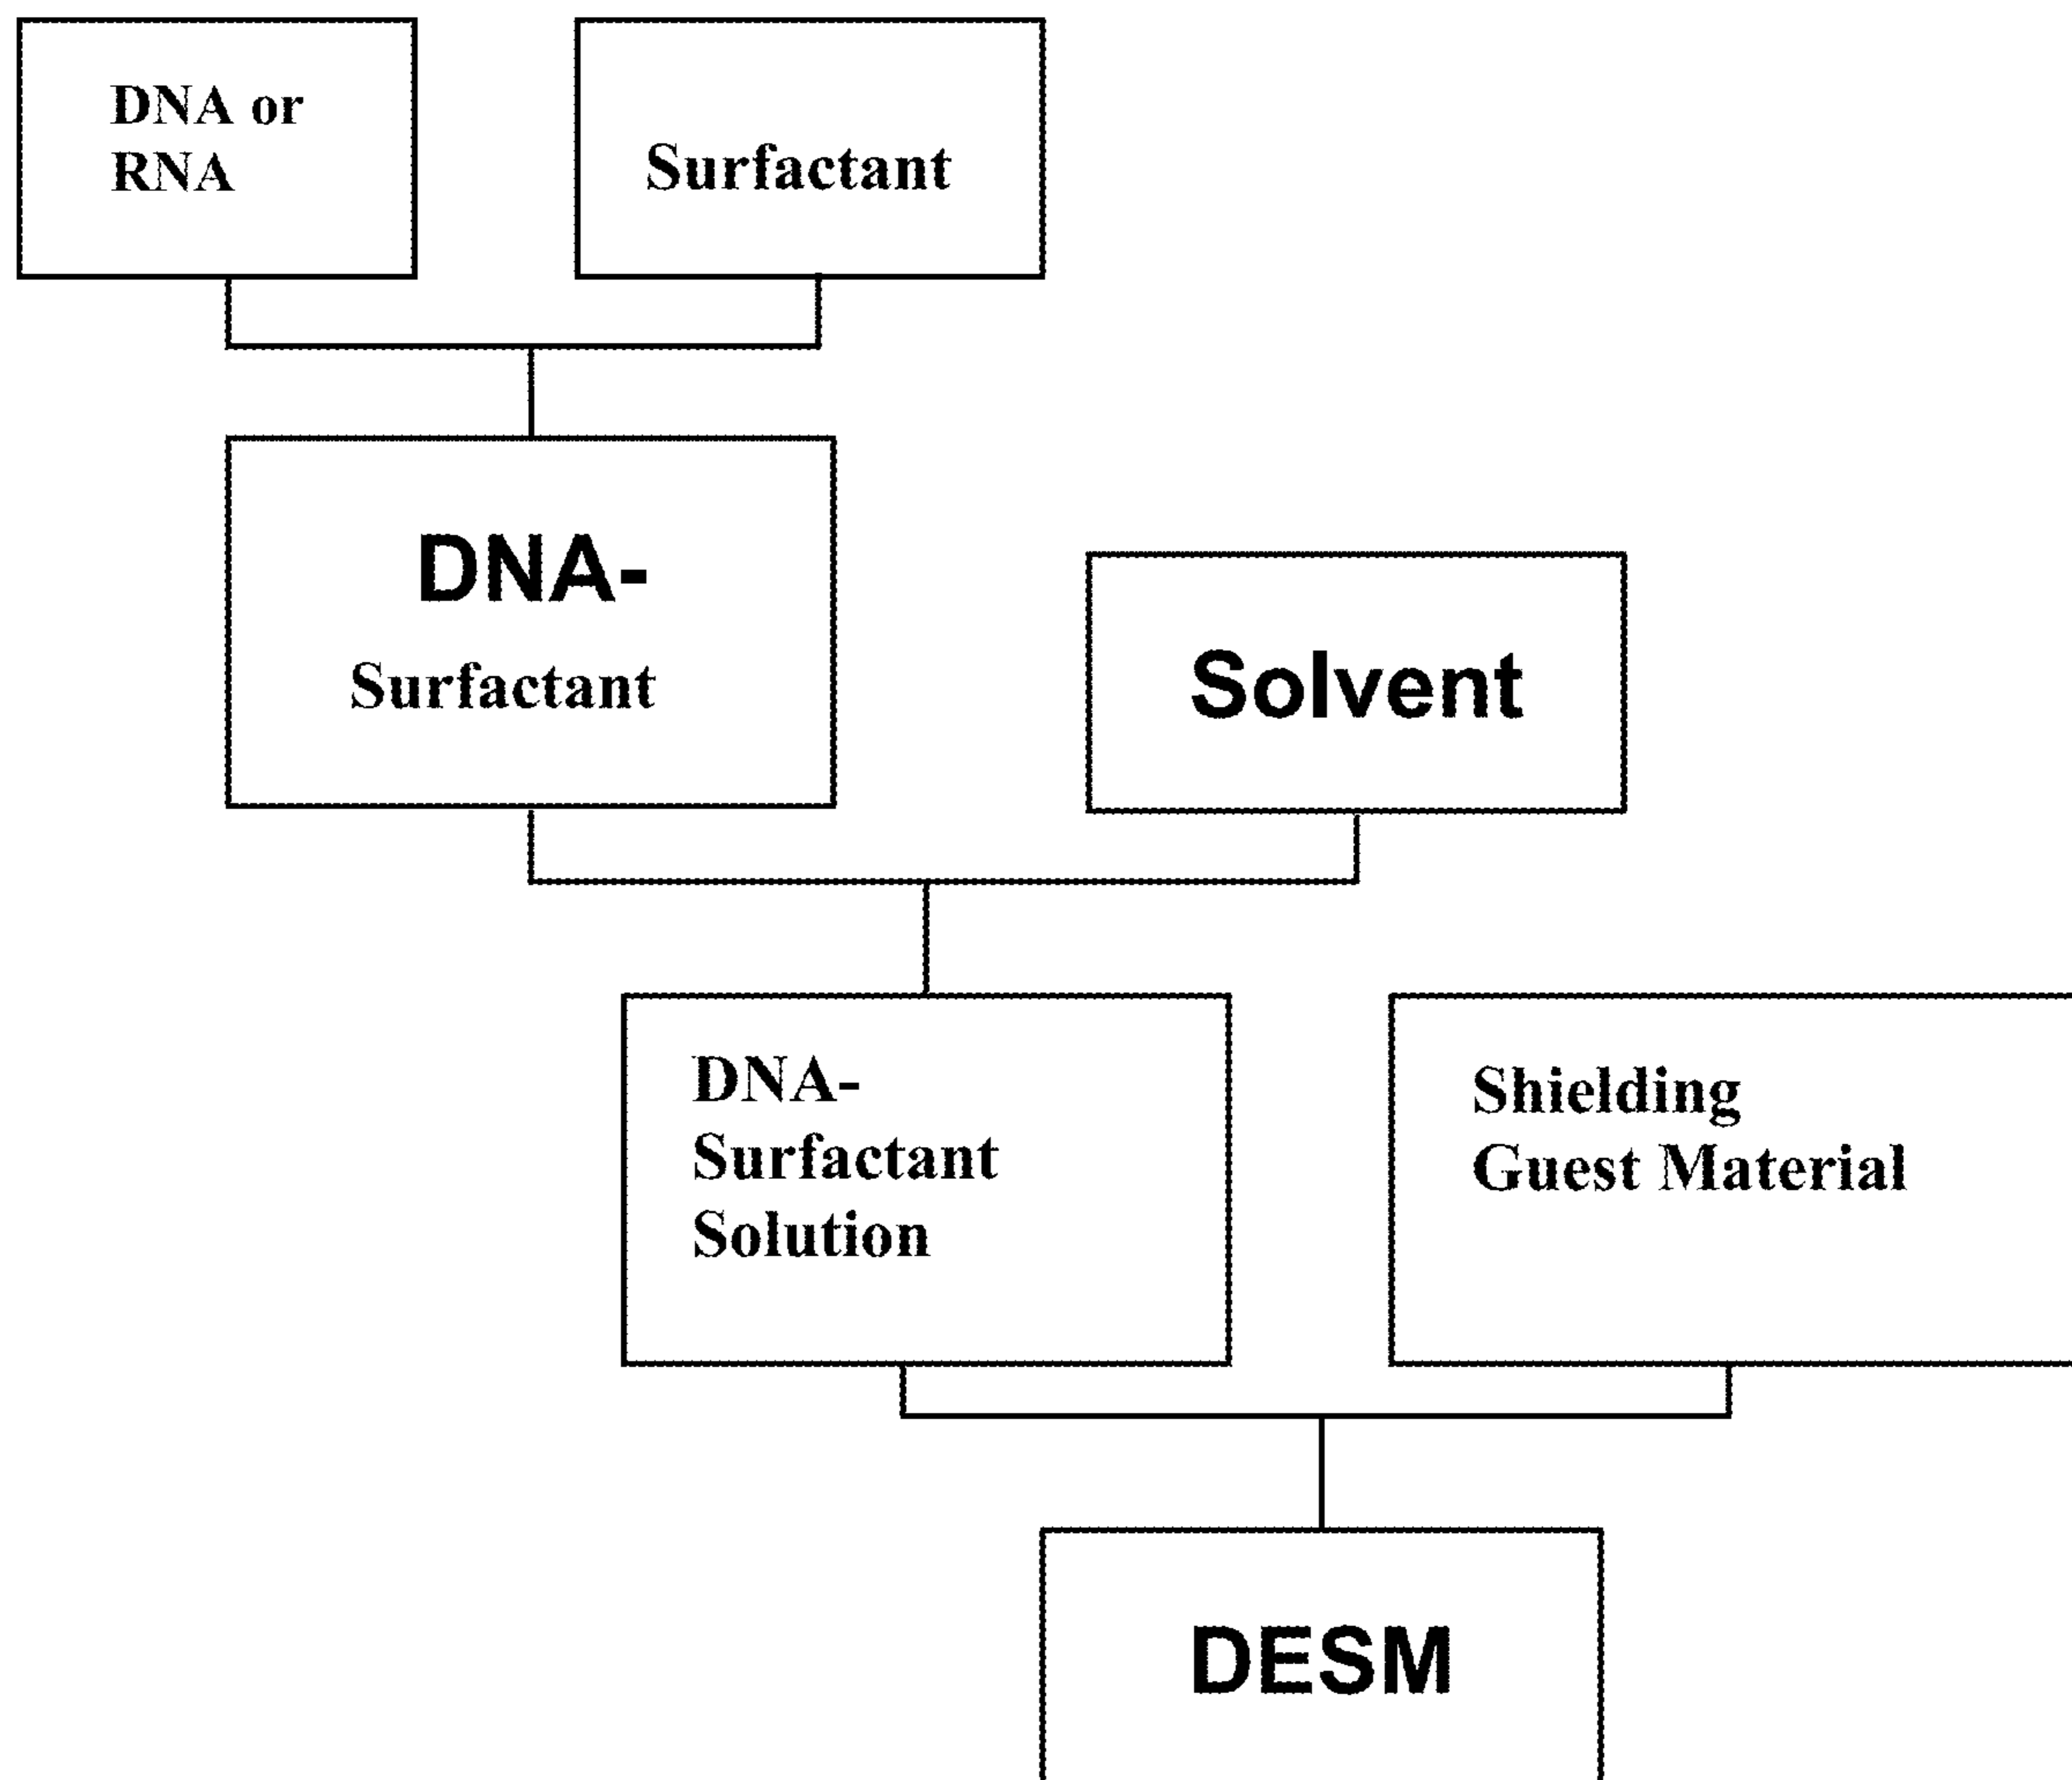 DNA or
RNA
Surfactant
DNA-
Surfactant
Solvent
DNA-
Surfactant
Solution
Shielding
Guest Material
DESM